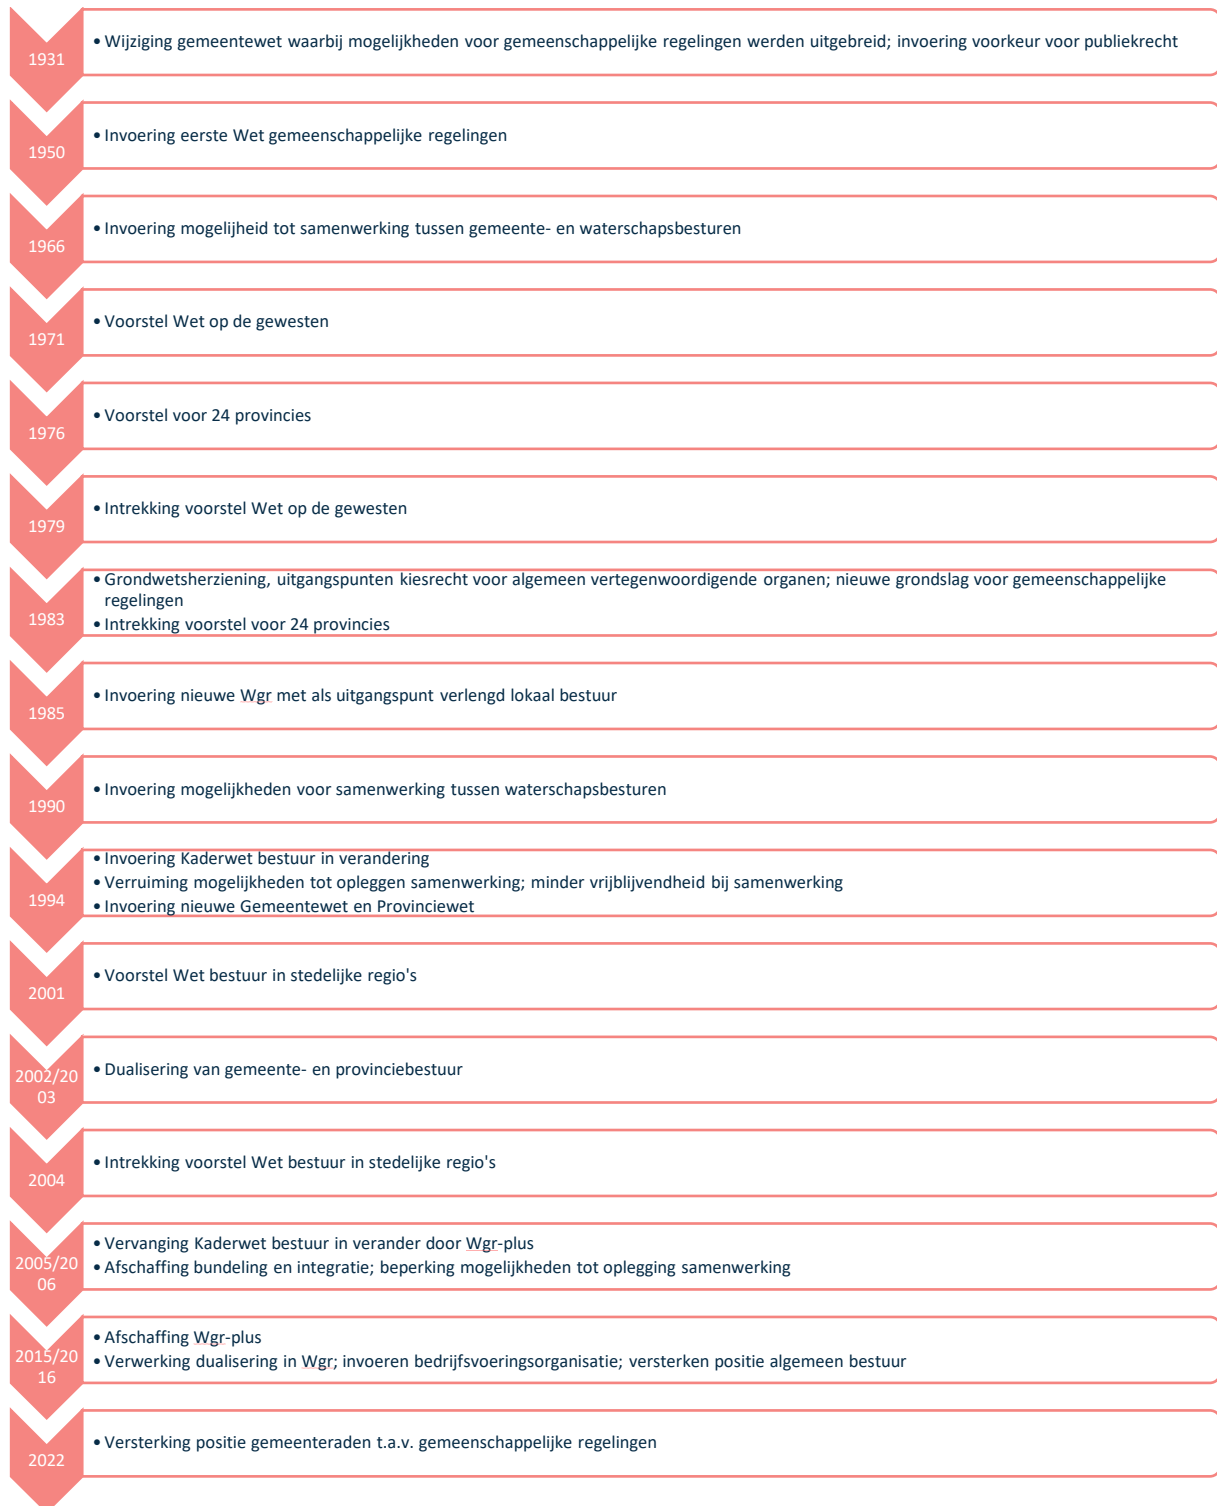 1931
• Wijziging gemeentewet waarbij mogelijkheden voor gemeenschappelijke regelingen werden uitgebreid; invoering voorkeur voor publiekrecht
1950
• Invoering eerste Wet gemeenschappelijke regelingen
1966
• Invoering mogelijheid tot samenwerking tussen gemeente- en waterschapsbesturen
1971
• Voorstel Wet op de gewesten
1976
• Voorstel voor 24 provincies
1979
• Intrekking voorstel Wet op de gewesten
1983
• Grondwetsherziening, uitgangspunten kiesrecht voor algemeen vertegenwoordigende organen; nieuwe grondslag voor gemeenschappelijke
regelingen
• Intrekking voorstel voor 24 provincies
1985
• Invoering nieuwe Wgr met als uitgangspunt verlengd lokaal bestuur
1990
• Invoering mogelijkheden voor samenwerking tussen waterschapsbesturen
1994
• Invoering Kaderwet bestuur in verandering
• Verruiming mogelijkheden tot opleggen samenwerking; minder vrijblijvendheid bij samenwerking
• Invoering nieuwe Gemeentewet en Provinciewet
2001
• Voorstel Wet bestuur in stedelijke regio's
2002/20
03
• Dualisering van gemeente- en provinciebestuur
2004
• Intrekking voorstel Wet bestuur in stedelijke regio's
2005/20
06
• Vervanging Kaderwet bestuur in verander door Wgr-plus
• Afschaffing bundeling en integratie; beperking mogelijkheden tot oplegging samenwerking
2015/20
16
• Afschaffing Wgr-plus
• Verwerking dualisering in Wgr; invoeren bedrijfsvoeringsorganisatie; versterken positie algemeen bestuur
2022
• Versterking positie gemeenteraden t.a.v. gemeenschappelijke regelingen